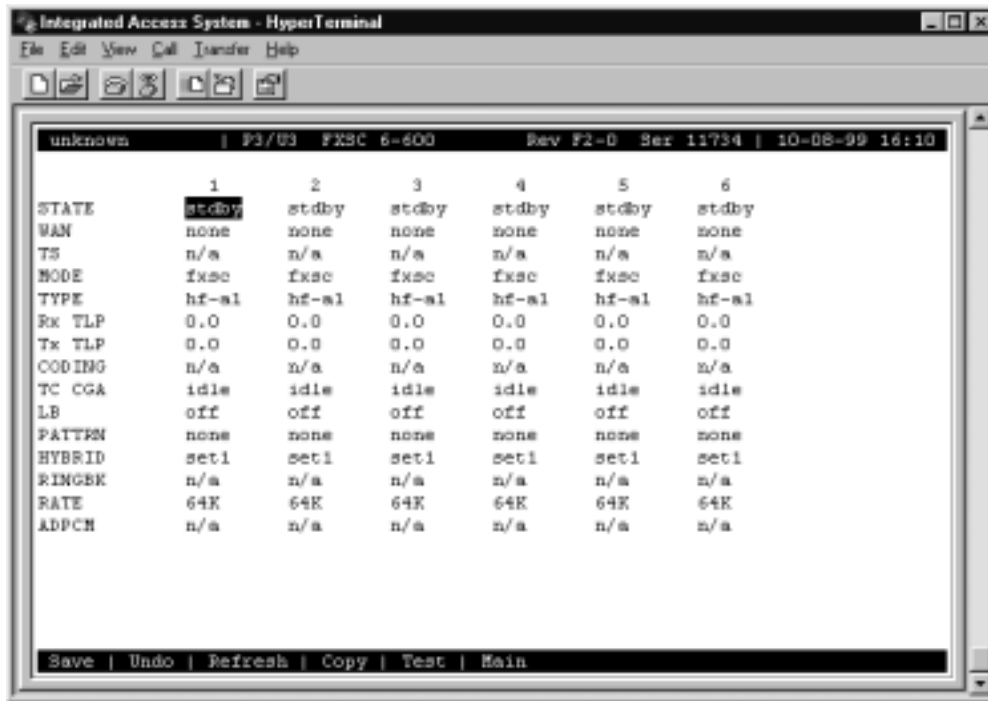 Integrated Access System - HyperTerminal
File Edit View Call Transfer Help
unknown | P3/U3 FXSC 6-600 Rev F2-0 Ser 11734 | 10-08-99 16:10
1 2 3 4 5 6
STATE stdby stdby stdby stdby stdby stdby
WAN none none none none none none
TS n/a n/a n/a n/a n/a n/a
MODE fxsc fxsc fxsc fxsc fxsc fxsc
TYPE hf-a1 hf-a1 hf-a1 hf-a1 hf-a1 hf-a1
Rx TLP 0.0 0.0 0.0 0.0 0.0 0.0
Tx TLP 0.0 0.0 0.0 0.0 0.0 0.0
CODING n/a n/a n/a n/a n/a n/a
TC CGA idle idle idle idle idle idle
LB off off off off off off
PATTRN none none none none none none
HYBRID set1 set1 set1 set1 set1 set1
RINGBK n/a n/a n/a n/a n/a n/a
RATE 64K 64K 64K 64K 64K 64K
ADPCM n/a n/a n/a n/a n/a n/a
Save | Undo | Refresh | Copy | Test | Main